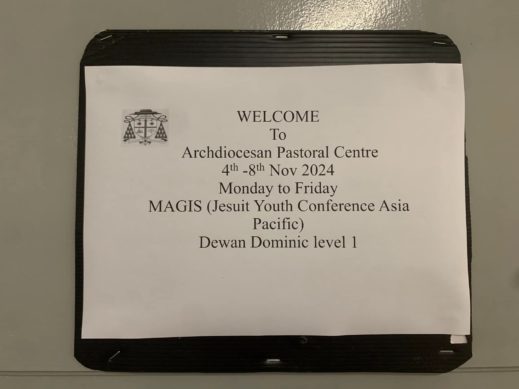 WELCOME
To
Archdiocesan Pastoral Centre
4th -8th Nov 2024
Monday to Friday
MAGIS (Jesuit Youth Conference Asia
Pacific)
Dewan Dominic level 1